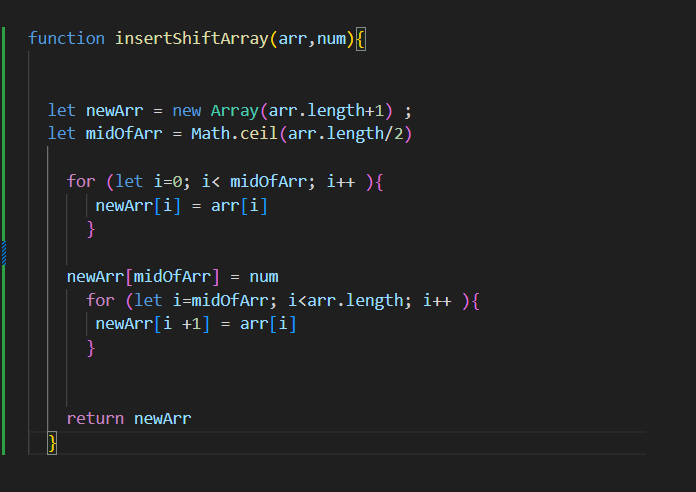 function insertShiftArray(arr,num){
let newArr = new Array(arr.length+1) ;
let midOfArr = Math.ceil(arr.length/2)
for (let i=0; i< midOfArr; i++ ){
newArr[i] = arr[i]
}
newArr[midOfArr] = num
for (let i=midOfArr; i<arr.length; i++ ){
newArr[i +1] = arr[i]
}
return newArr
}